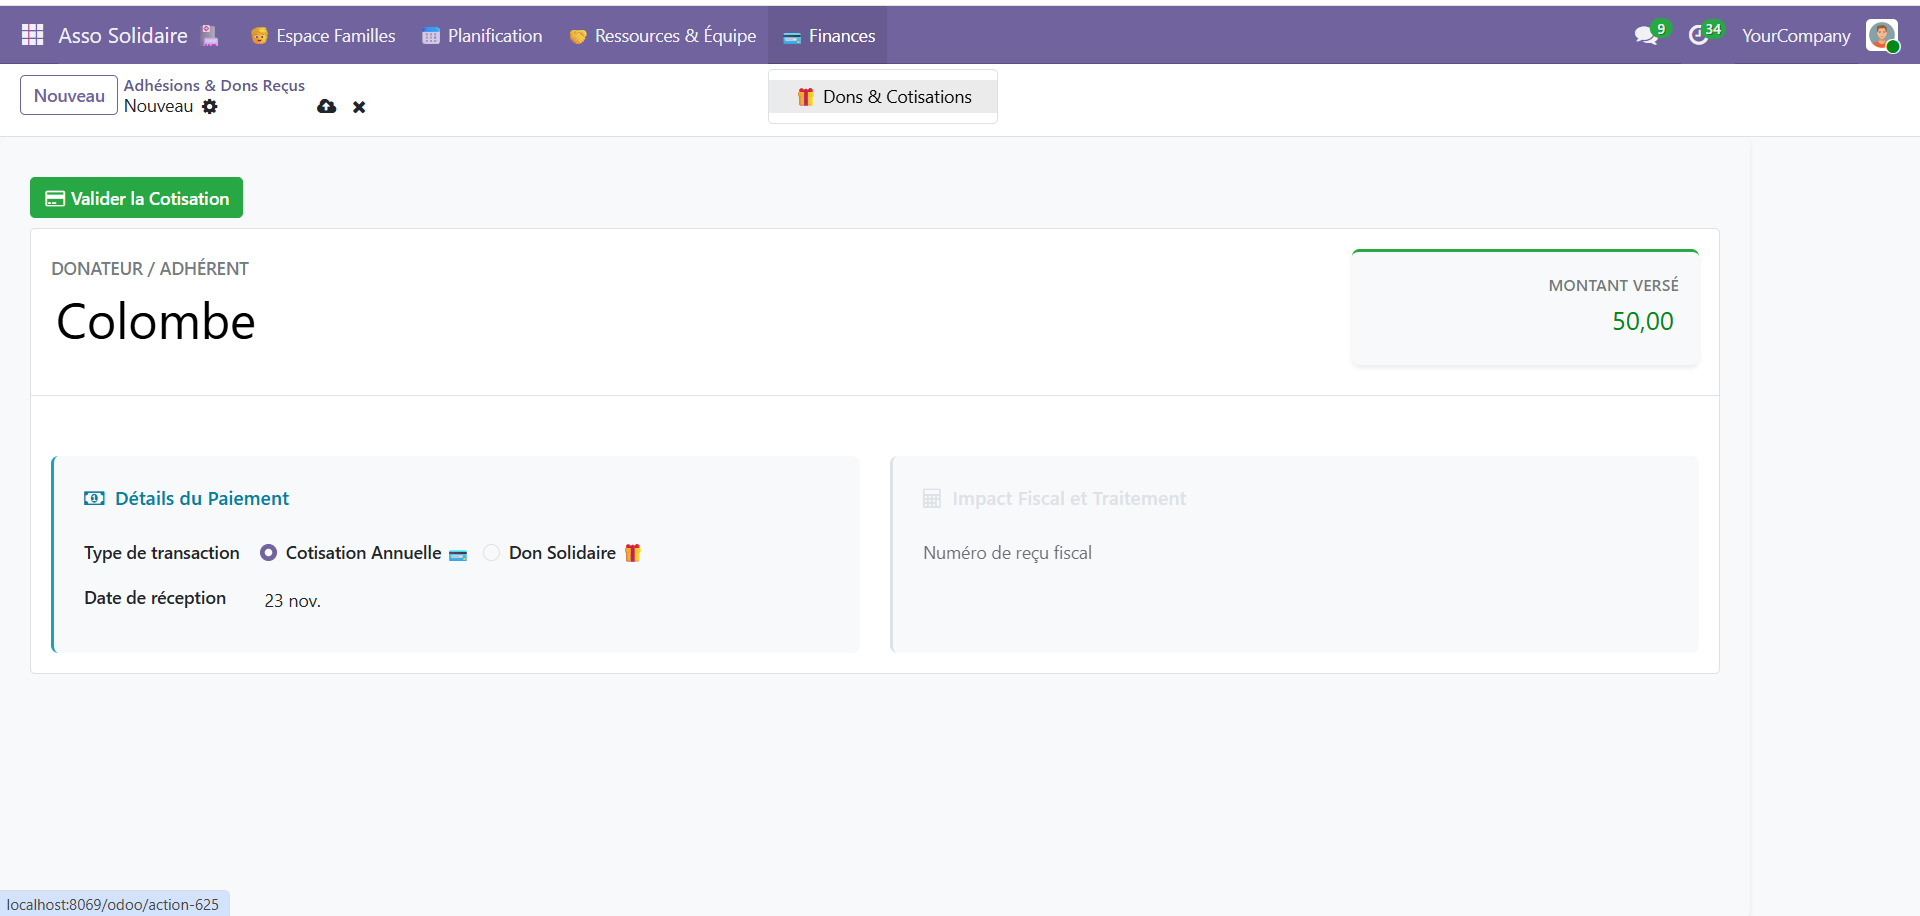 Asso Solidaire
Espace Familles
Planification
Ressources & Équipe
Finances
9
34
YourCompany
Nouveau
Adhésions & Dons Reçus
Nouveau
Dons & Cotisations
Valider la Cotisation
DONATEUR / ADHÉRENT
Colombe
MONTANT VERSÉ
50,00
Détails du Paiement
Type de transaction
Cotisation Annuelle
Don Solidaire
Date de réception
23 nov.
Impact Fiscal et Traitement
Numéro de reçu fiscal
localhost:8069/odoo/action-625